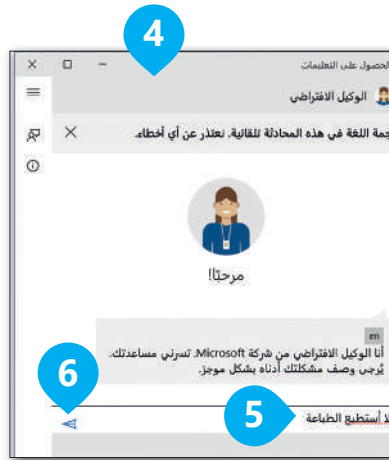 4
الحصول على التعليمات
الوكيل الافتراضي
جمة اللغة في هذه المحادثة تلقائية. نعتذر عن أي أخطاء.
مرحبًا!
en
أنا الوكيل الافتراضي من شركة Microsoft. تسرني مساعدتك.
يُرجى وصف مشكلتك أدناه بشكل موجز.
6
5
لا أستطيع الطباعة